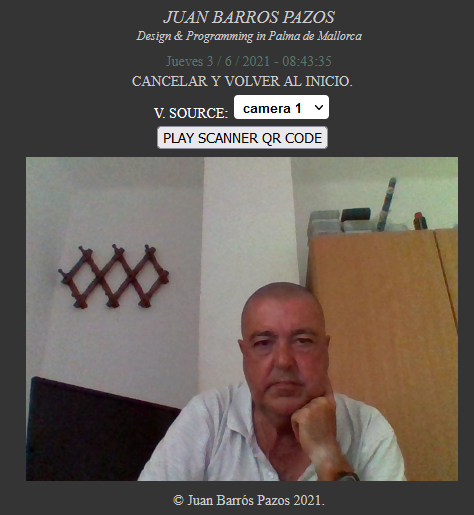 JUAN BARROS PAZOS
Design & Programming in Palma de Mallorca
Jueves 3 / 6 / 2021 - 08:43:35
CANCELAR Y VOLVER AL INICIO.
V. SOURCE: camera 1
PLAY SCANNER QR CODE
© Juan Barrós Pazos 2021.